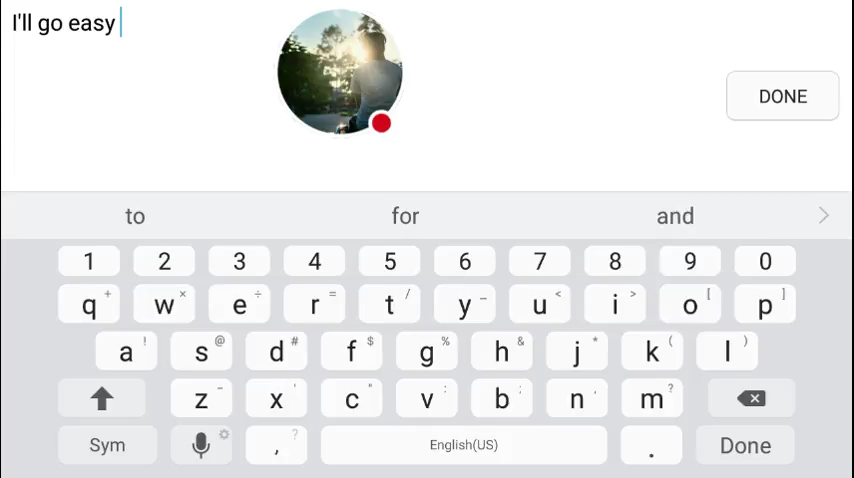 I'll go easy
DONE
to for and
1 2 3 4 5 6 7 8 9 0
q + w × e ÷ r = t / y _ u < i > o [ p ]
a ! s @ d # f $ g % h & j * k ( l )
z - x ' c " v : b ; n , m ?
Sym , ? English(US) . Done